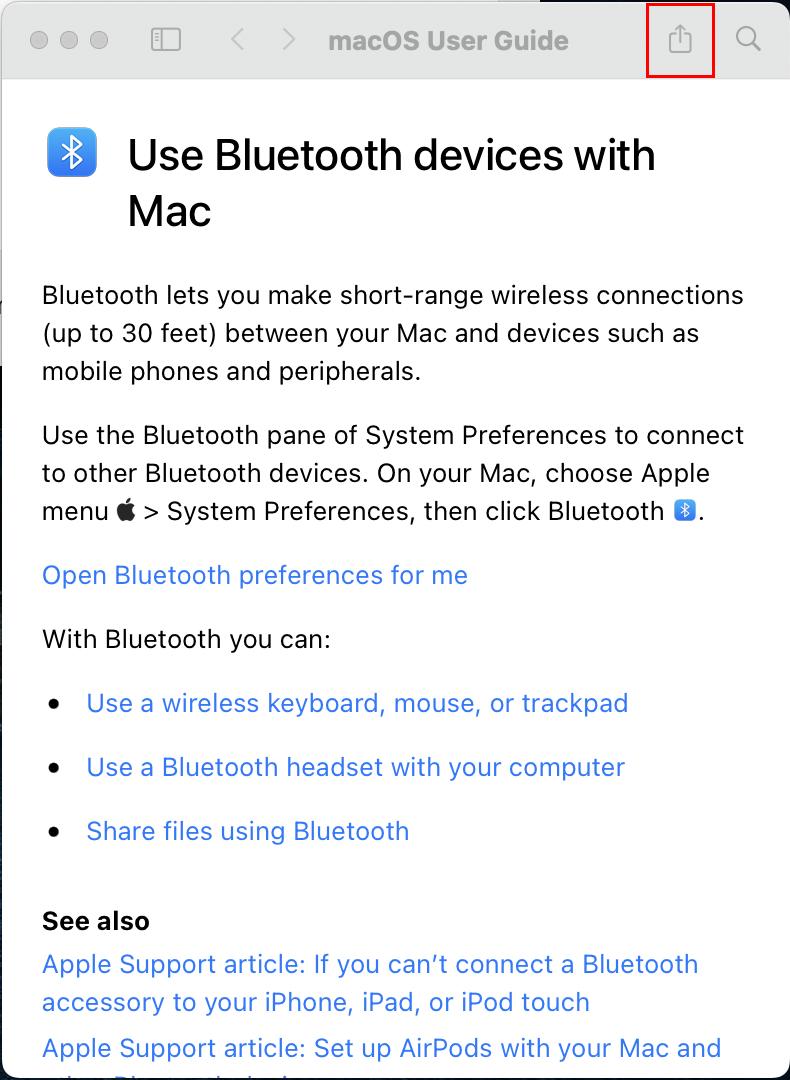 macOS User Guide
Use Bluetooth devices with
Mac
Bluetooth lets you make short-range wireless connections
(up to 30 feet) between your Mac and devices such as
mobile phones and peripherals.
Use the Bluetooth pane of System Preferences to connect
to other Bluetooth devices. On your Mac, choose Apple
menu > System Preferences, then click Bluetooth .
Open Bluetooth preferences for me
With Bluetooth you can:
• Use a wireless keyboard, mouse, or trackpad
• Use a Bluetooth headset with your computer
• Share files using Bluetooth
See also
Apple Support article: If you can’t connect a Bluetooth
accessory to your iPhone, iPad, or iPod touch
Apple Support article: Set up AirPods with your Mac and